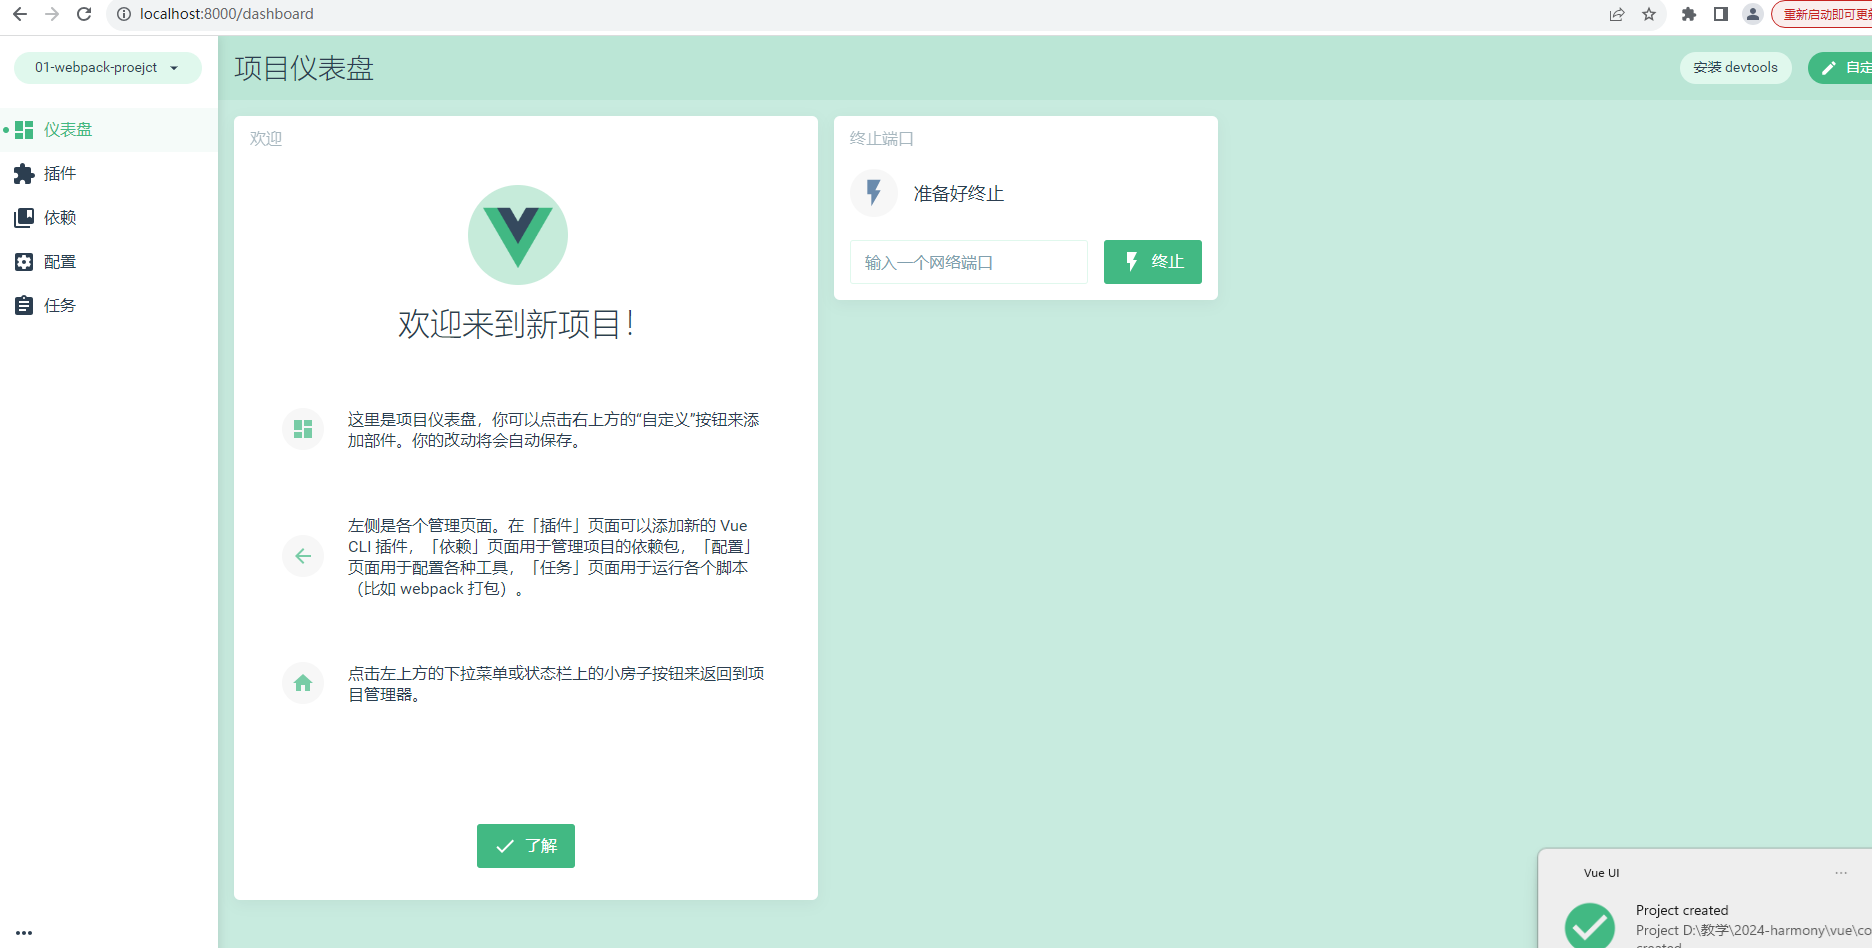 localhost:8000/dashboard
重新启动即可更
01-webpack-proejct
项目仪表盘
安装 devtools
自定
仪表盘
插件
依赖
配置
任务
欢迎
欢迎来到新项目！
这里是项目仪表盘，你可以点击右上方的“自定义”按钮来添
加部件。你的改动将会自动保存。
左侧是各个管理页面。在「插件」页面可以添加新的 Vue
CLI 插件，「依赖」页面用于管理项目的依赖包，「配置」
页面用于配置各种工具，「任务」页面用于运行各个脚本
（比如 webpack 打包）。
点击左上方的下拉菜单或状态栏上的小房子按钮来返回到项
目管理器。
了解
终止端口
准备好终止
输入一个网络端口
终止
Vue UI
Project created
Project D:\教学\2024-harmony\vue\co
created